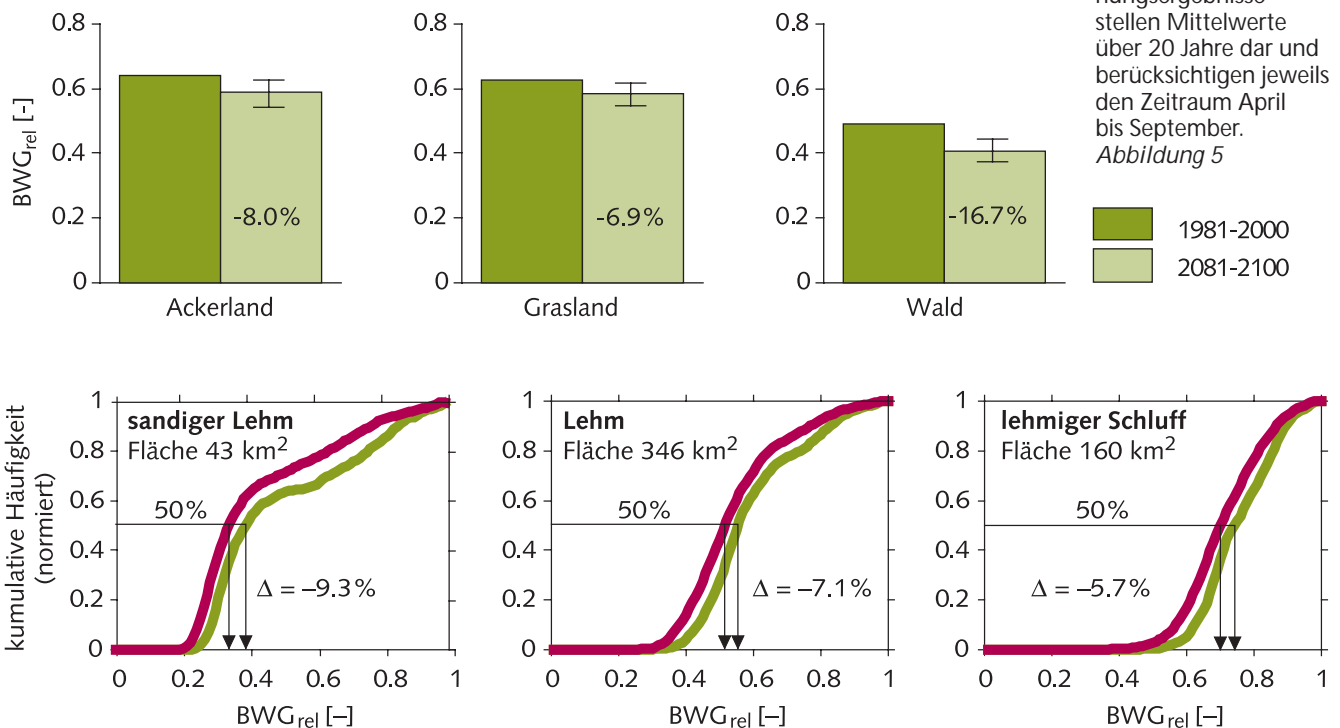 stellen Mittelwerte
über 20 Jahre dar und
berücksichtigen jeweils
den Zeitraum April
bis September.
Abbildung 5
1981-2000
2081-2100
BWGrel [-]
0.8
0.6
0.4
0.2
0
-8.0%
Ackerland
0.8
0.6
0.4
0.2
0
-6.9%
Grasland
0.8
0.6
0.4
0.2
0
-16.7%
Wald
kumulative Häufigkeit
(normiert)
1
0.8
0.6
0.4
0.2
0
sandiger Lehm
Fläche 43 km²
50%
Δ = –9.3%
0 0.2 0.4 0.6 0.8 1
BWGrel [–]
1
0.8
0.6
0.4
0.2
0
Lehm
Fläche 346 km²
50%
Δ = –7.1%
0 0.2 0.4 0.6 0.8 1
BWGrel [–]
1
0.8
0.6
0.4
0.2
0
lehmiger Schluff
Fläche 160 km²
50%
Δ = –5.7%
0 0.2 0.4 0.6 0.8 1
BWGrel [–]